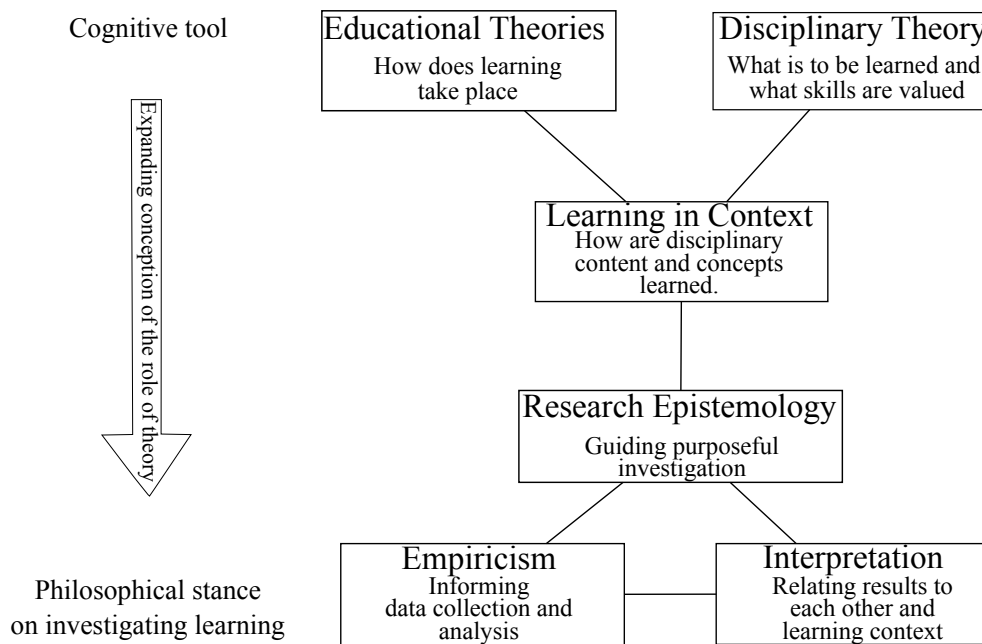 Cognitive tool
Expanding conception of the role of theory
Philosophical stance
on investigating learning
Educational Theories
How does learning
take place
Disciplinary Theory
What is to be learned and
what skills are valued
Learning in Context
How are disciplinary
content and concepts
learned.
Research Epistemology
Guiding purposeful
investigation
Empiricism
Informing
data collection and
analysis
Interpretation
Relating results to
each other and
learning context